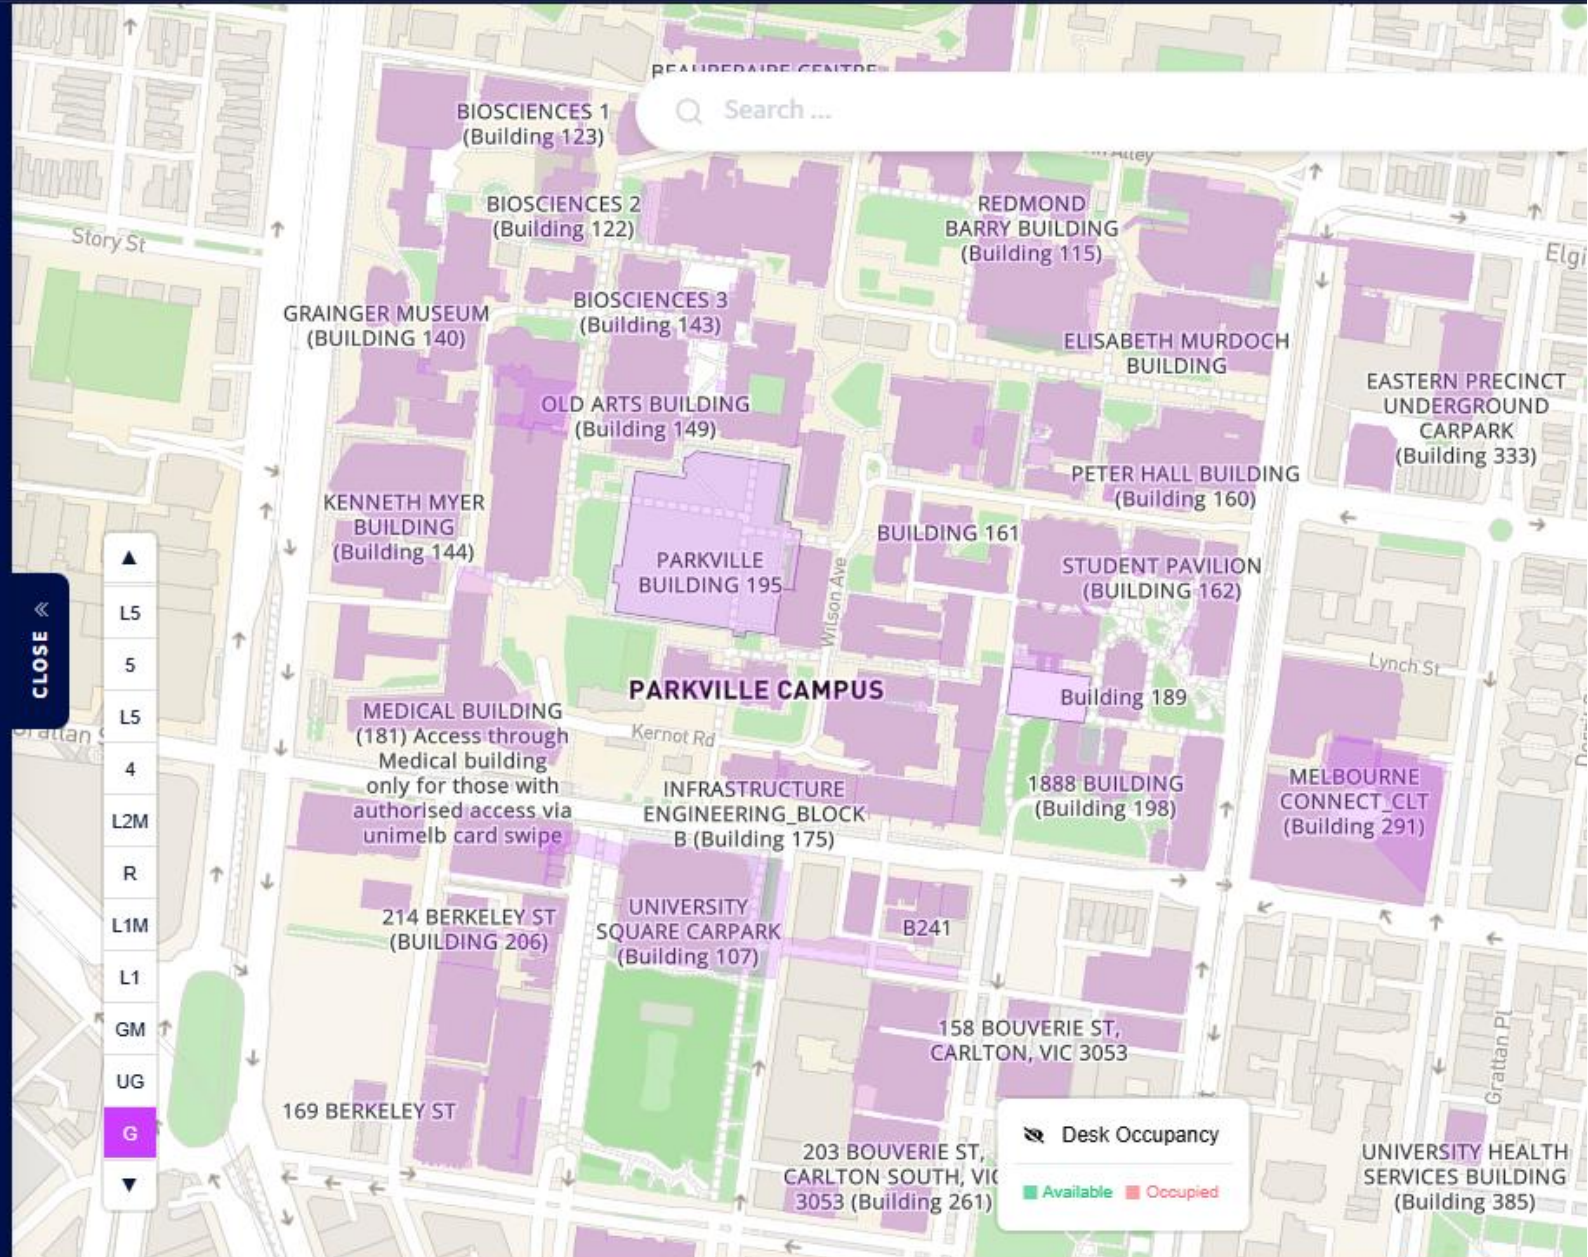 BEAUREPAIRE CENTRE
Search ...
BIOSCIENCES 1
(Building 123)
BIOSCIENCES 2
(Building 122)
REDMOND
BARRY BUILDING
(Building 115)
Story St
GRAINGER MUSEUM
(BUILDING 140)
BIOSCIENCES 3
(Building 143)
ELISABETH MURDOCH
BUILDING
EASTERN PRECINCT
UNDERGROUND
CARPARK
(Building 333)
OLD ARTS BUILDING
(Building 149)
PETER HALL BUILDING
(Building 160)
KENNETH MYER
BUILDING
(Building 144)
BUILDING 161
PARKVILLE
BUILDING 195
STUDENT PAVILION
(BUILDING 162)
Wilson Ave
CLOSE
Lynch St
PARKVILLE CAMPUS
Building 189
MEDICAL BUILDING
(181) Access through
Medical building
only for those with
authorised access via
unimelb card swipe
Kernot Rd
INFRASTRUCTURE
ENGINEERING_BLOCK
B (Building 175)
1888 BUILDING
(Building 198)
MELBOURNE
CONNECT_CLT
(Building 291)
214 BERKELEY ST
(BUILDING 206)
UNIVERSITY
SQUARE CARPARK
(Building 107)
B241
158 BOUVERIE ST,
CARLTON, VIC 3053
Grattan Pl
169 BERKELEY ST
203 BOUVERIE ST,
CARLTON SOUTH, VIC
3053 (Building 261)
UNIVERSITY HEALTH
SERVICES BUILDING
(Building 385)
L5
5
L5
4
L2M
R
L1M
L1
GM
UG
G
Desk Occupancy
Available
Occupied